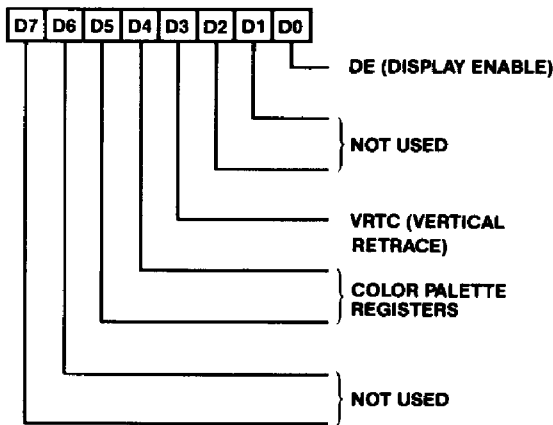 D7 D6 D5 D4 D3 D2 D1 D0
DE (DISPLAY ENABLE)
NOT USED
VRTC (VERTICAL
RETRACE)
COLOR PALETTE
REGISTERS
NOT USED